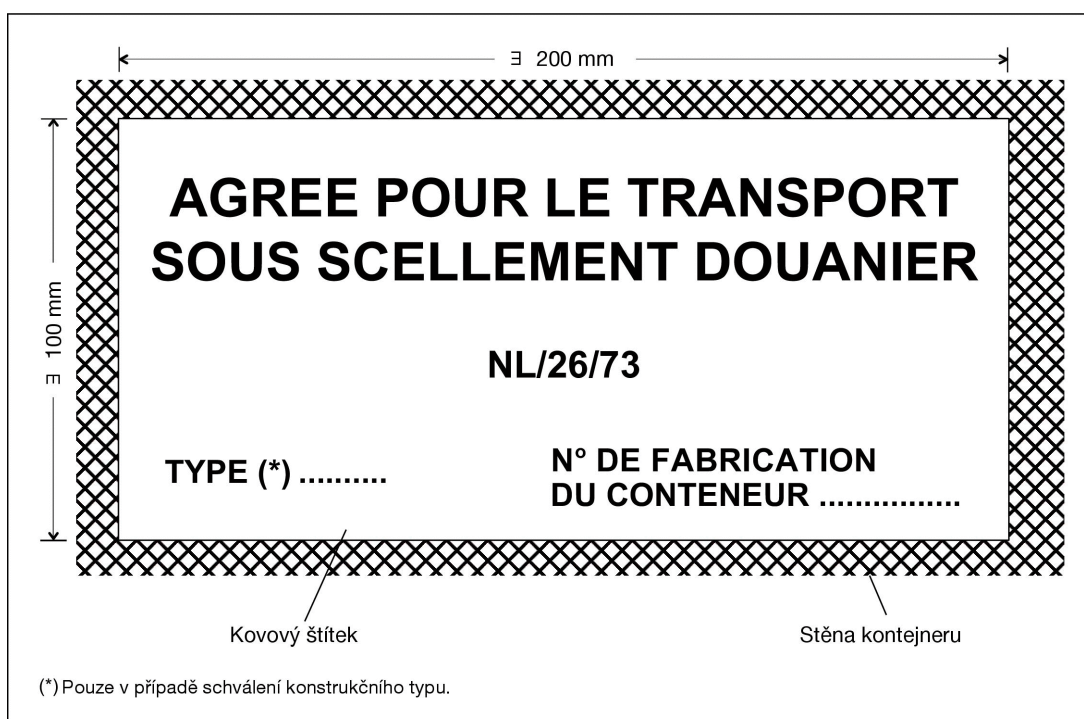 ∃ 200 mm
∃ 100 mm
AGREE POUR LE TRANSPORT
SOUS SCELLEMENT DOUANIER
NL/26/73
TYPE (*) ..........
N° DE FABRICATION
DU CONTENEUR ................
Kovový štítek
Stěna kontejneru
(*) Pouze v případě schválení konstrukčního typu.